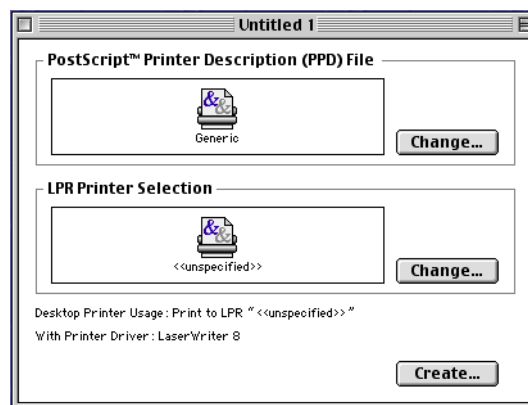 Untitled 1
PostScript™ Printer Description (PPD) File
Generic
Change...
LPR Printer Selection
<<unspecified>>
Change...
Desktop Printer Usage: Print to LPR "<<unspecified>>"
With Printer Driver: LaserWriter 8
Create...